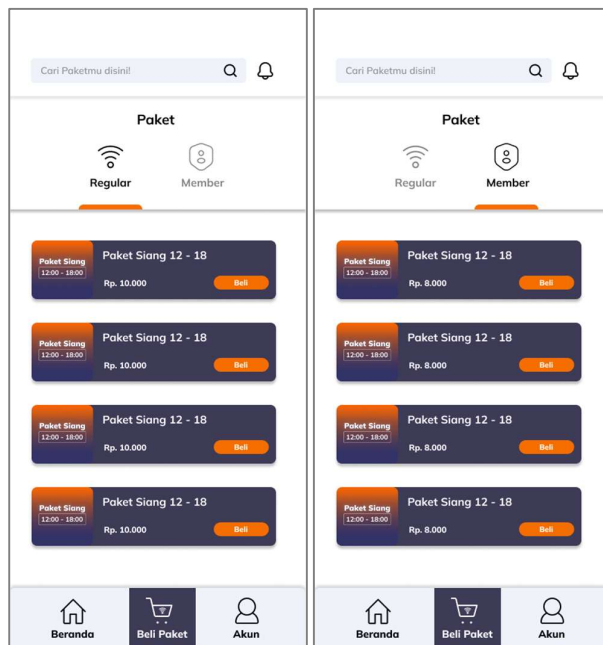 Cari Paketmu disini!
Paket
Regular
Member
Paket Siang
12:00 - 18:00
Paket Siang 12 - 18
Rp. 10.000
Beli
Paket Siang
12:00 - 18:00
Paket Siang 12 - 18
Rp. 10.000
Beli
Paket Siang
12:00 - 18:00
Paket Siang 12 - 18
Rp. 10.000
Beli
Paket Siang
12:00 - 18:00
Paket Siang 12 - 18
Rp. 10.000
Beli
Beranda
Beli Paket
Akun
Cari Paketmu disini!
Paket
Regular
Member
Paket Siang
12:00 - 18:00
Paket Siang 12 - 18
Rp. 8.000
Beli
Paket Siang
12:00 - 18:00
Paket Siang 12 - 18
Rp. 8.000
Beli
Paket Siang
12:00 - 18:00
Paket Siang 12 - 18
Rp. 8.000
Beli
Paket Siang
12:00 - 18:00
Paket Siang 12 - 18
Rp. 8.000
Beli
Beranda
Beli Paket
Akun